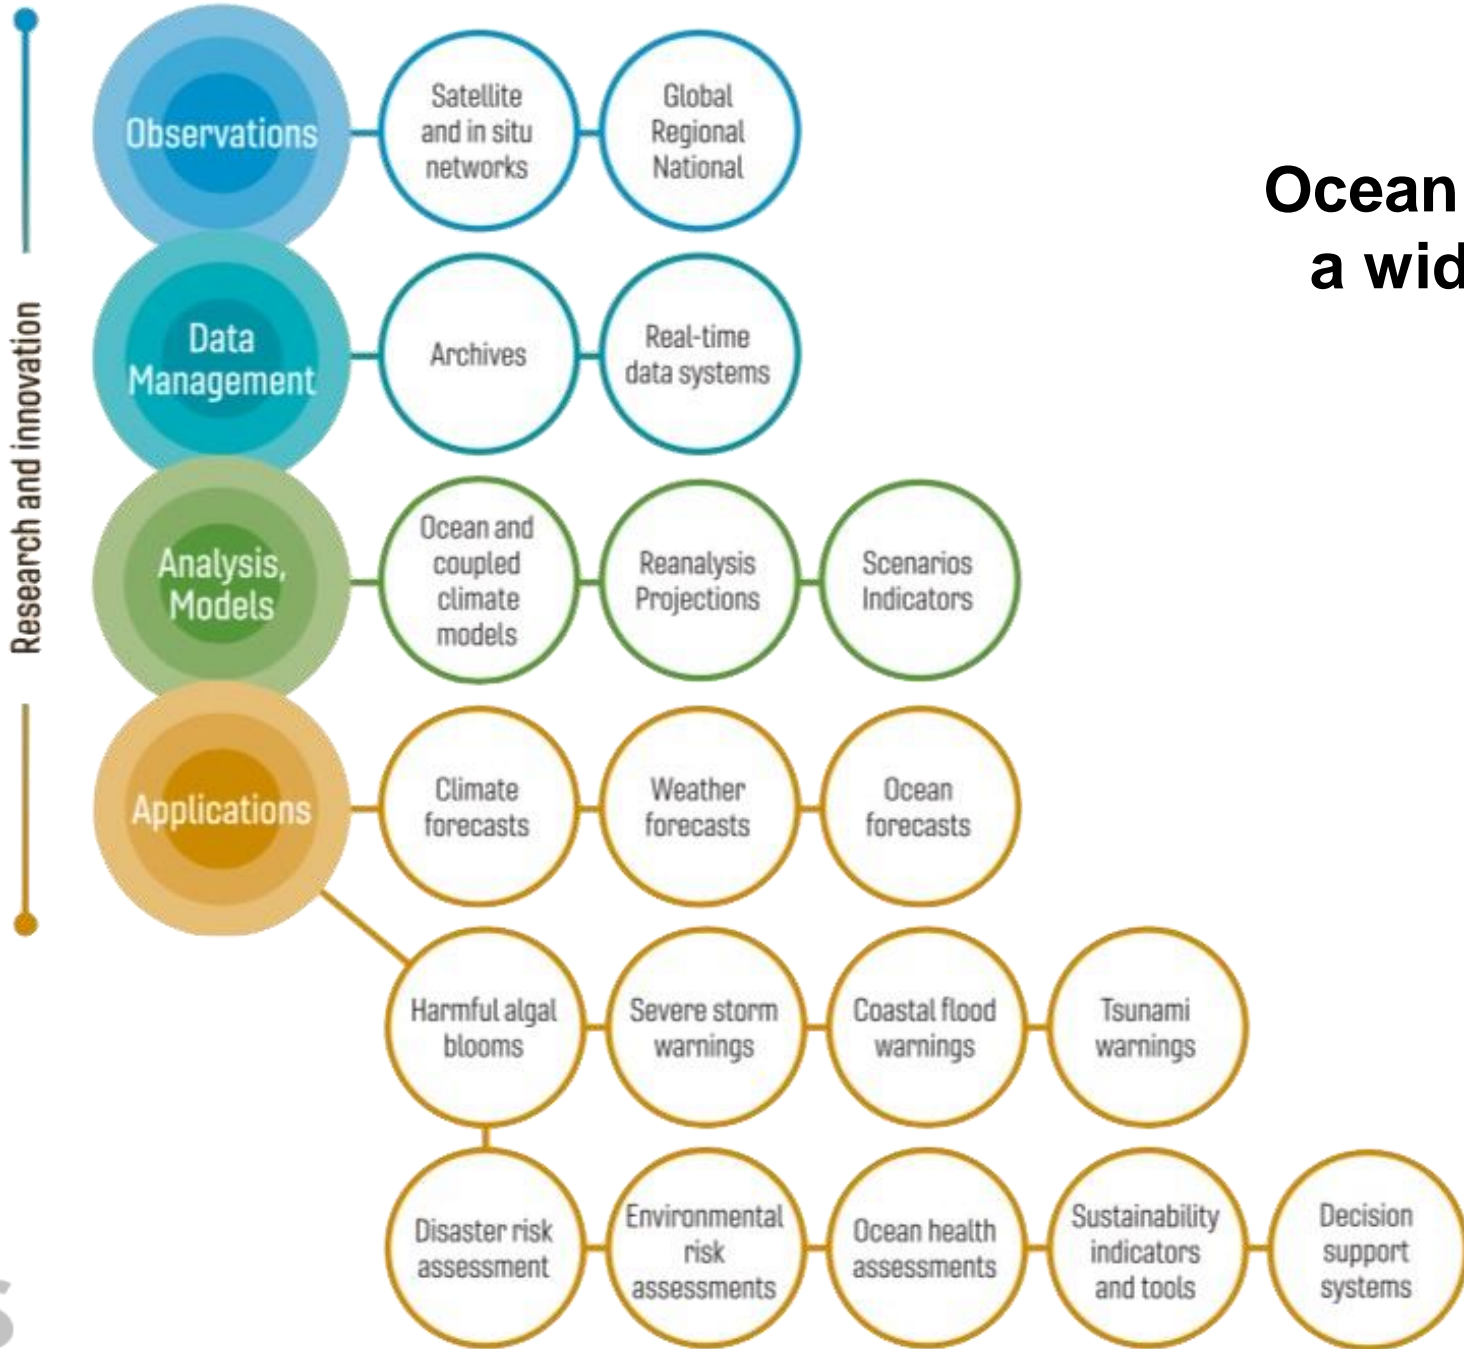 Research and innovation
Observations
Satellite
and in situ
networks
Global
Regional
National
Ocean
Data
Management
Archives
Real-time
data systems
Analysis,
Models
Ocean and
coupled
climate
models
Reanalysis
Projections
Scenarios
Indicators
Applications
Climate
forecasts
Weather
forecasts
Ocean
forecasts
Harmful algal
blooms
Severe storm
warnings
Coastal flood
warnings
Tsunami
warnings
Disaster risk
assessment
Environmental
risk
assessments
Ocean health
assessments
Sustainability
indicators
and tools
Decision
support
systems
a wid